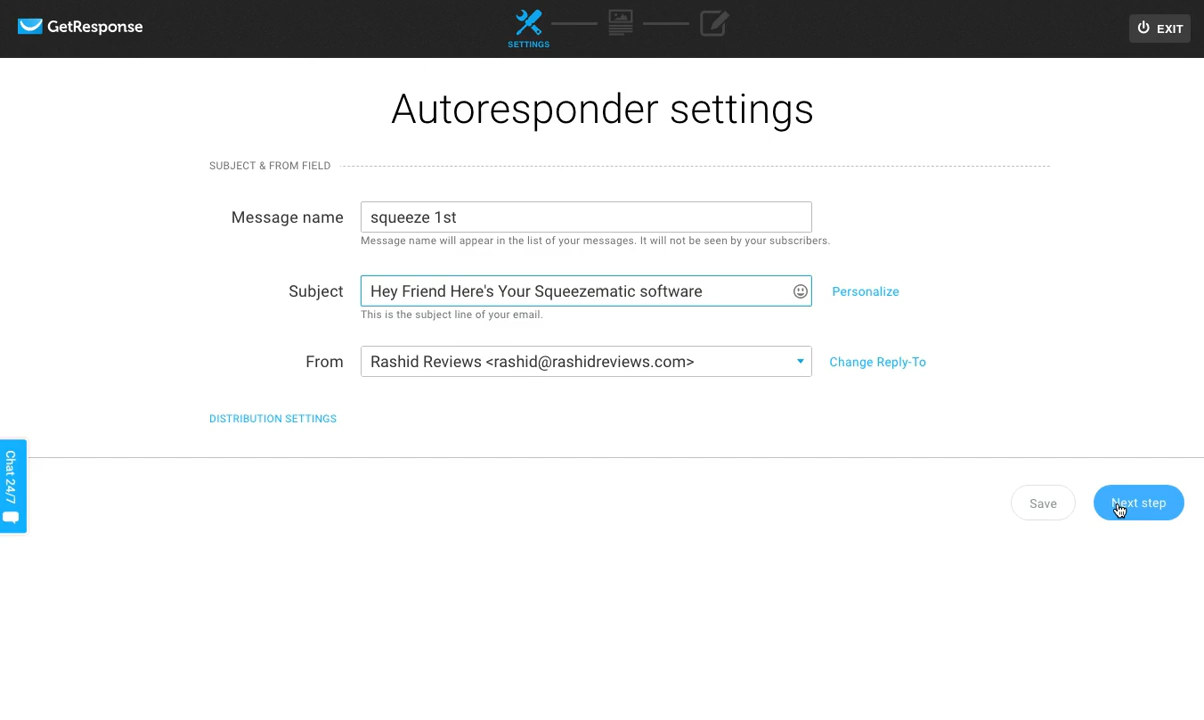 GetResponse
SETTINGS
EXIT
Autoresponder settings
SUBJECT & FROM FIELD
Message name
squeeze 1st
Message name will appear in the list of your messages. It will not be seen by your subscribers.
Subject
Hey Friend Here's Your Squeezematic software
Personalize
This is the subject line of your email.
From
Rashid Reviews <rashid@rashidreviews.com>
Change Reply-To
DISTRIBUTION SETTINGS
Chat 24/7
Save
Next step